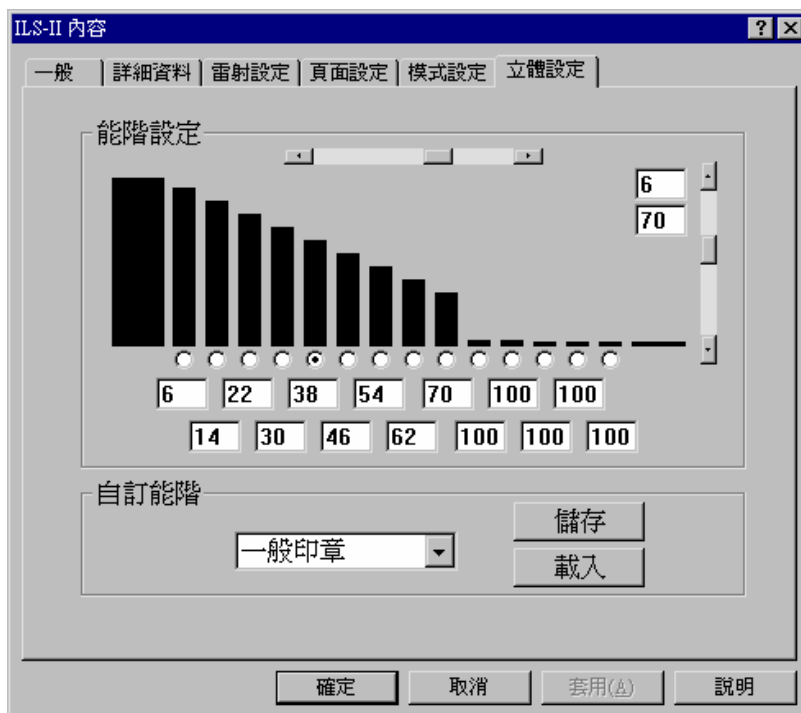 ILS-II 內容
一般 詳細資料 雷射設定 頁面設定 模式設定 立體設定
能階設定
6
70
6 22 38 54 70 100 100
14 30 46 62 100 100 100
自訂能階
儲存
一般印章
載入
確定 取消 套用(A) 說明